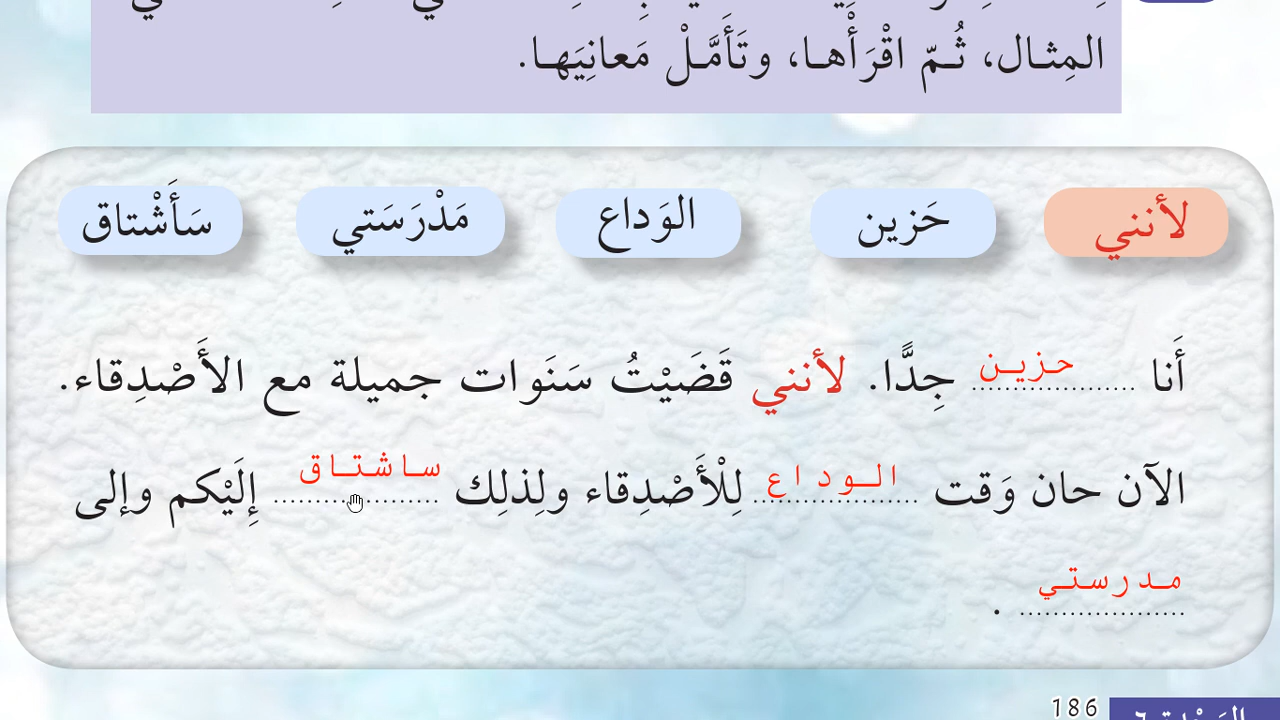 المِثال، ثُمّ اقْرَأْها، وتَأَمَّلْ مَعانِيَها.
لأنني حَزين الوَداع مَدْرَسَتي سَأَشْتاق
أَنا حزين جِدًّا. لأنني قَضَيْتُ سَنَوات جميلة مع الأَصْدِقاء.
الآن حان وَقت الوداع لِلْأَصْدِقاء ولِذلِك ساشتاق إِلَيْكم وإلى
مدرستي .
186